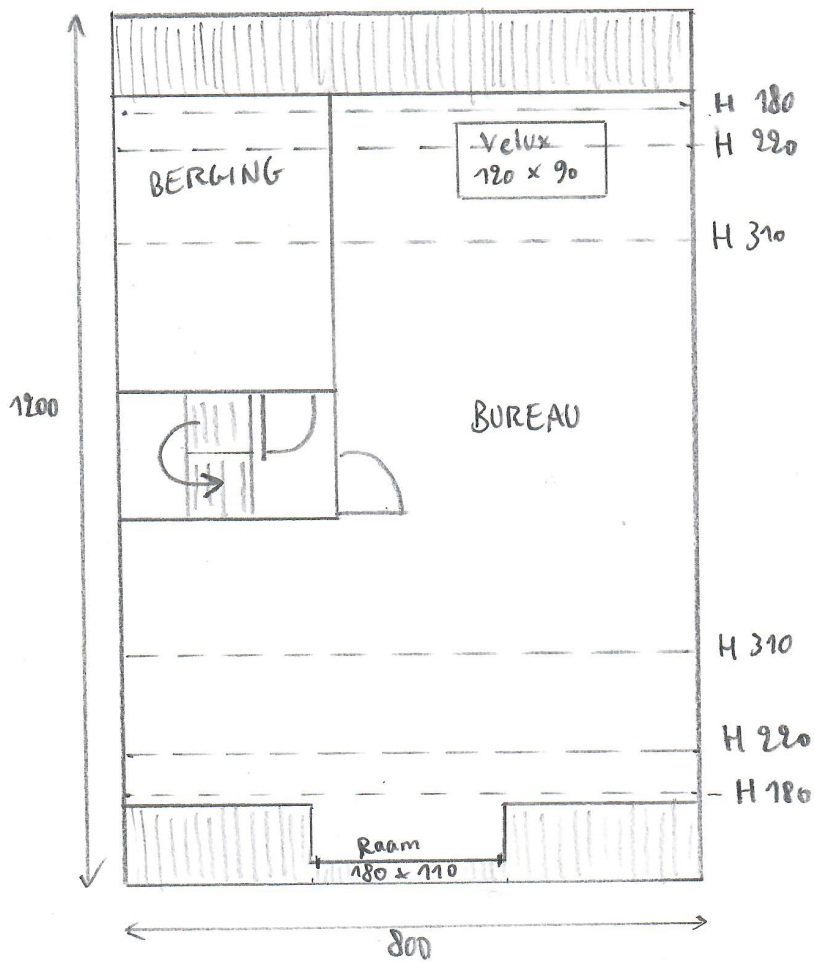 H 180
H 220
Velux
120 x 90
BERGING
H 310
1200
BUREAU
H 310
H 220
H 180
Raam
180 x 110
800